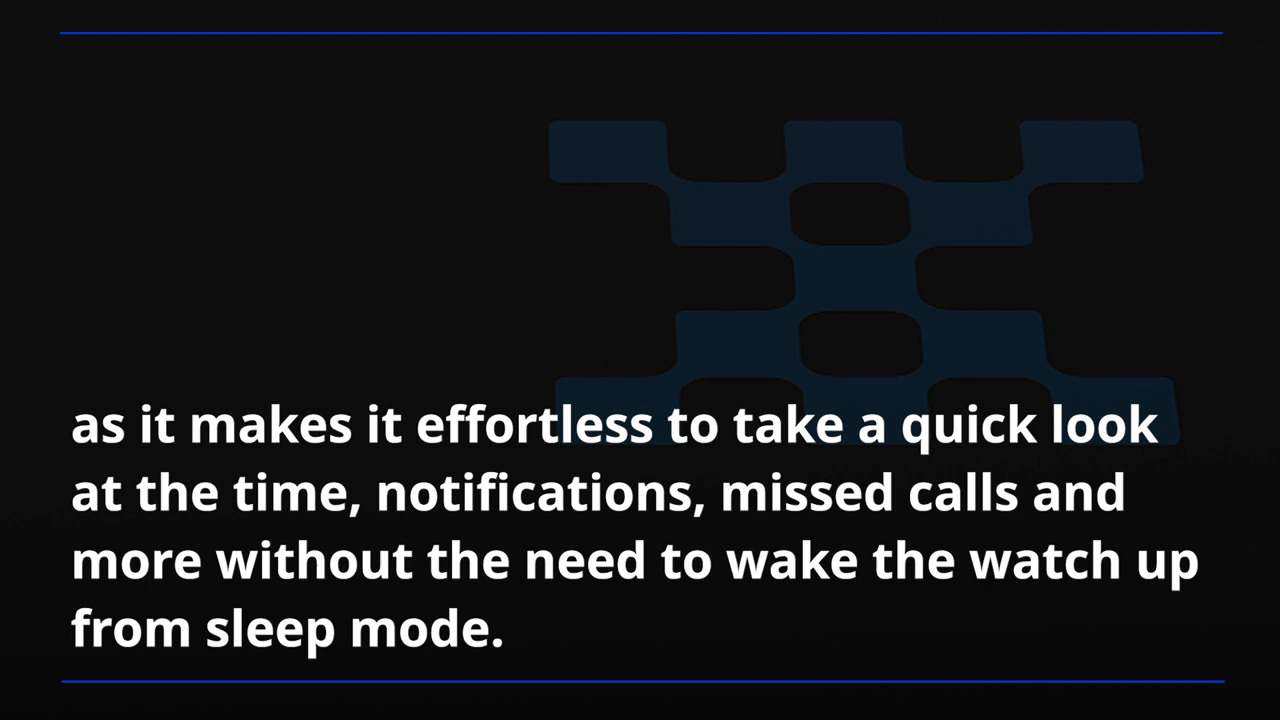 as it makes it effortless to take a quick look
at the time, notifications, missed calls and
more without the need to wake the watch up
from sleep mode.